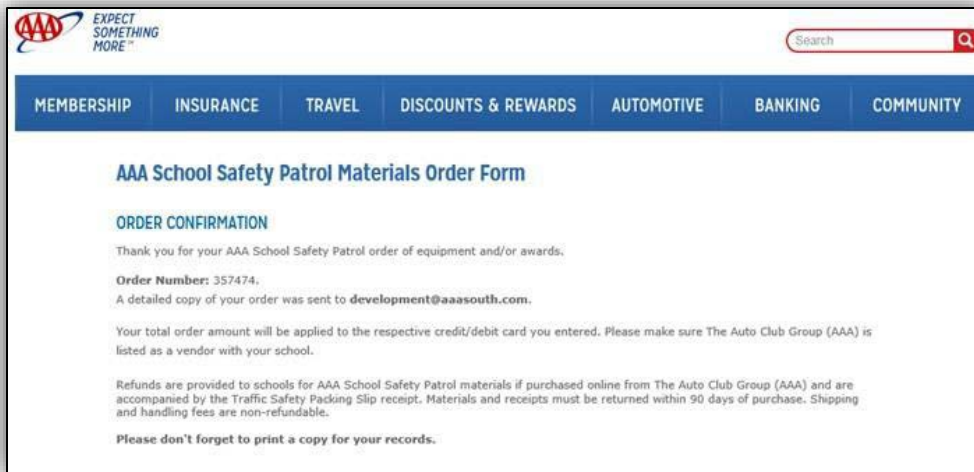 AAA
EXPECT
SOMETHING
MORE™
Search
MEMBERSHIP INSURANCE TRAVEL DISCOUNTS & REWARDS AUTOMOTIVE BANKING COMMUNITY
AAA School Safety Patrol Materials Order Form
ORDER CONFIRMATION
Thank you for your AAA School Safety Patrol order of equipment and/or awards.
Order Number: 357474.
A detailed copy of your order was sent to development@aaasouth.com.
Your total order amount will be applied to the respective credit/debit card you entered. Please make sure The Auto Club Group (AAA) is
listed as a vendor with your school.
Refunds are provided to schools for AAA School Safety Patrol materials if purchased online from The Auto Club Group (AAA) and are
accompanied by the Traffic Safety Packing Slip receipt. Materials and receipts must be returned within 90 days of purchase. Shipping
and handling fees are non-refundable.
Please don't forget to print a copy for your records.